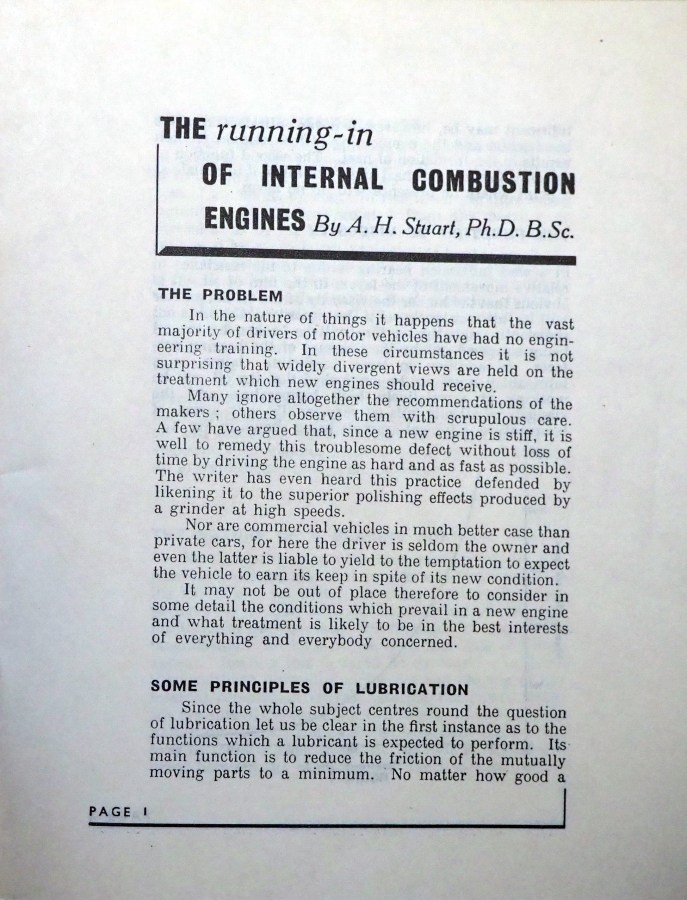 THE running-in
OF INTERNAL COMBUSTION
ENGINES By A. H. Stuart, Ph.D. B.Sc.
THE PROBLEM
In the nature of things it happens that the vast
majority of drivers of motor vehicles have had no engin-
eering training. In these circumstances it is not
surprising that widely divergent views are held on the
treatment which new engines should receive.
Many ignore altogether the recommendations of the
makers ; others observe them with scrupulous care.
A few have argued that, since a new engine is stiff, it is
well to remedy this troublesome defect without loss of
time by driving the engine as hard and as fast as possible.
The writer has even heard this practice defended by
likening it to the superior polishing effects produced by
a grinder at high speeds.
Nor are commercial vehicles in much better case than
private cars, for here the driver is seldom the owner and
even the latter is liable to yield to the temptation to expect
the vehicle to earn its keep in spite of its new condition.
It may not be out of place therefore to consider in
some detail the conditions which prevail in a new engine
and what treatment is likely to be in the best interests
of everything and everybody concerned.
SOME PRINCIPLES OF LUBRICATION
Since the whole subject centres round the question
of lubrication let us be clear in the first instance as to the
functions which a lubricant is expected to perform. Its
main function is to reduce the friction of the mutually
moving parts to a minimum. No matter how good a
PAGE 1